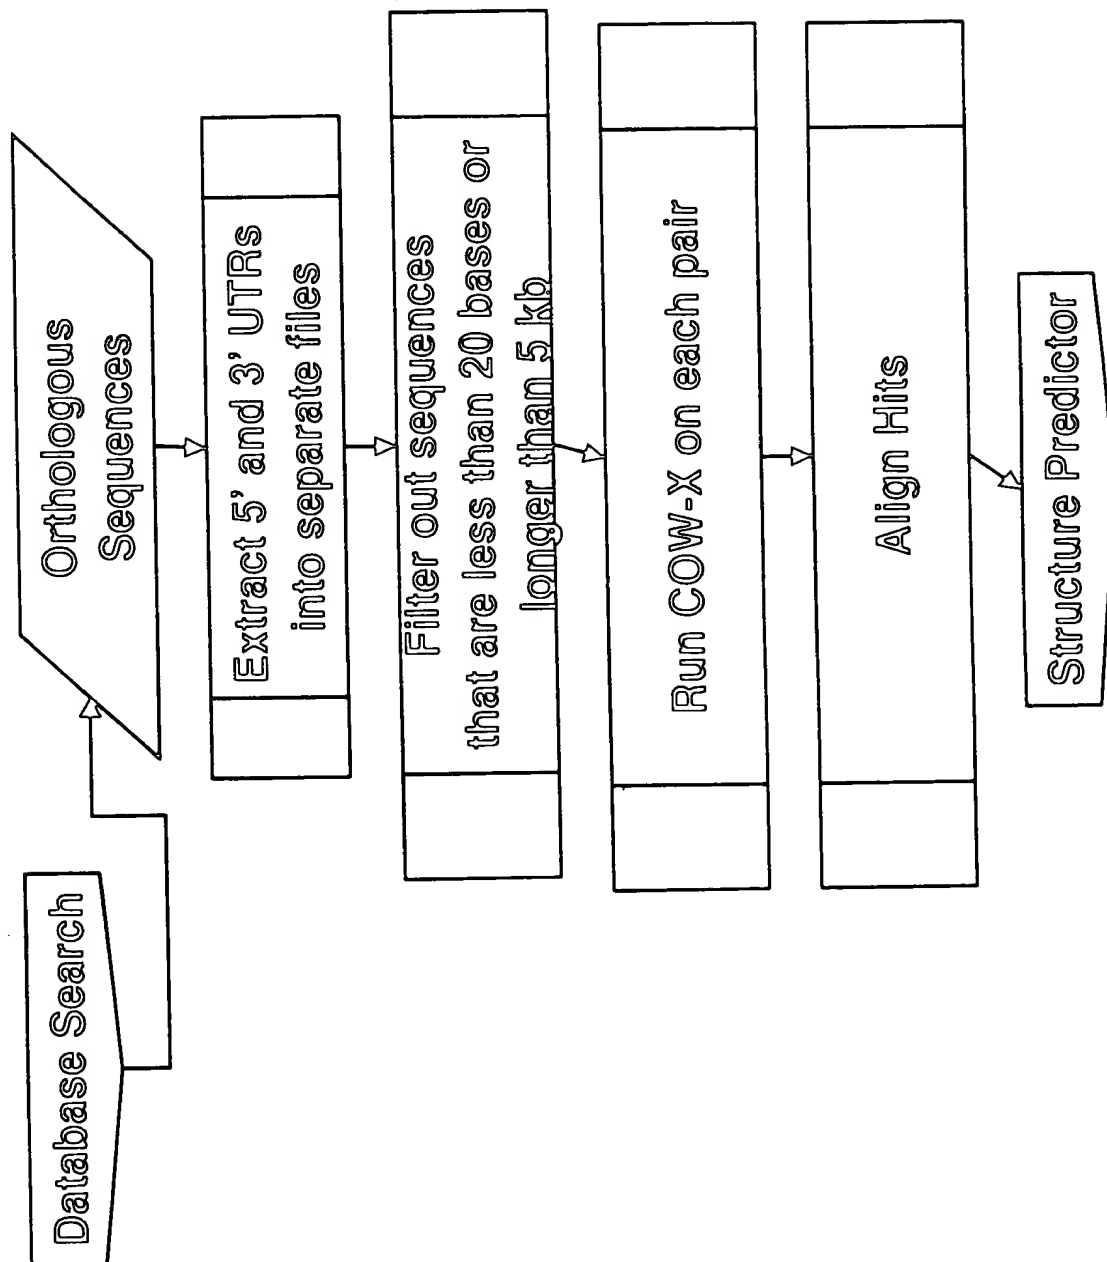 Database Search
Orthologous
Sequences
Extract 5' and 3' UTRs
into separate files
Filter out sequences
that are less than 20 bases or
longer than 5 kb
Run COW-X on each pair
Align Hits
Structure Predictor